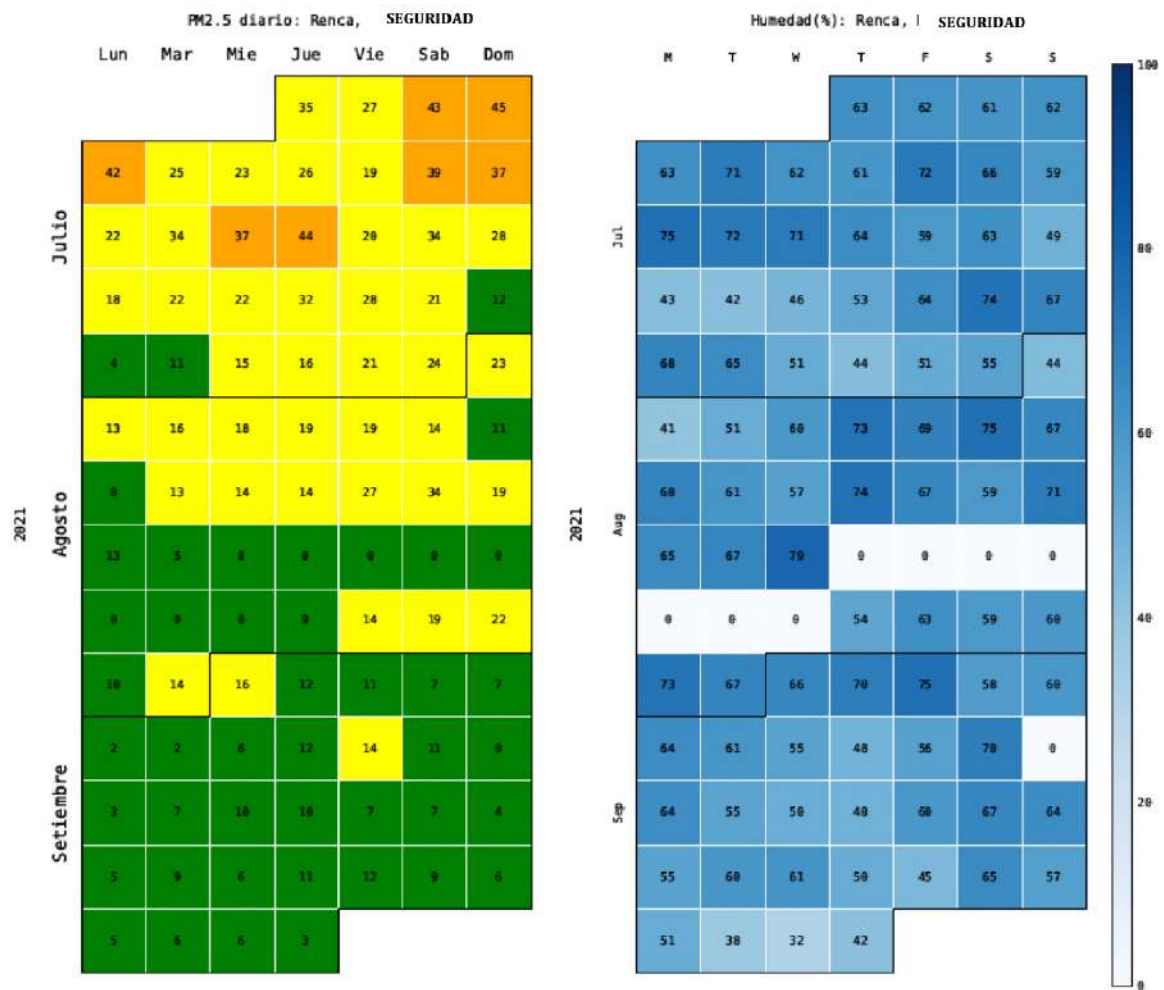 PM2.5 diario: Renca, SEGURIDAD
Lun Mar Mie Jue Vie Sab Dom
35 27 43 45
42 25 23 26 19 39 37
22 34 37 44 20 34 28
18 22 22 32 28 21 12
4 11 15 16 21 24 23
13 16 18 19 19 14 11
8 13 14 14 27 34 19
13 5 0 0 0 0 0
0 0 0 9 14 19 22
10 14 16 12 11 7 7
2 2 6 12 14 11 0
3 7 10 10 7 7 4
5 9 6 11 12 9 6
5 6 6 3
Julio
Agosto
Setiembre
2021
Humedad(%): Renca, | SEGURIDAD
M T W T F S S
63 62 61 62
63 71 62 61 72 66 59
75 72 71 64 59 63 49
43 42 46 53 64 74 67
68 65 51 44 51 55 44
41 51 60 73 69 75 67
68 61 57 74 67 59 71
65 67 79 0 0 0 0
0 0 0 54 63 59 60
73 67 66 70 75 58 60
64 61 55 48 56 70 0
64 55 50 48 60 67 64
55 60 61 50 45 65 57
51 38 32 42
Jul
Aug
Sep
2021
100
80
60
40
20
0